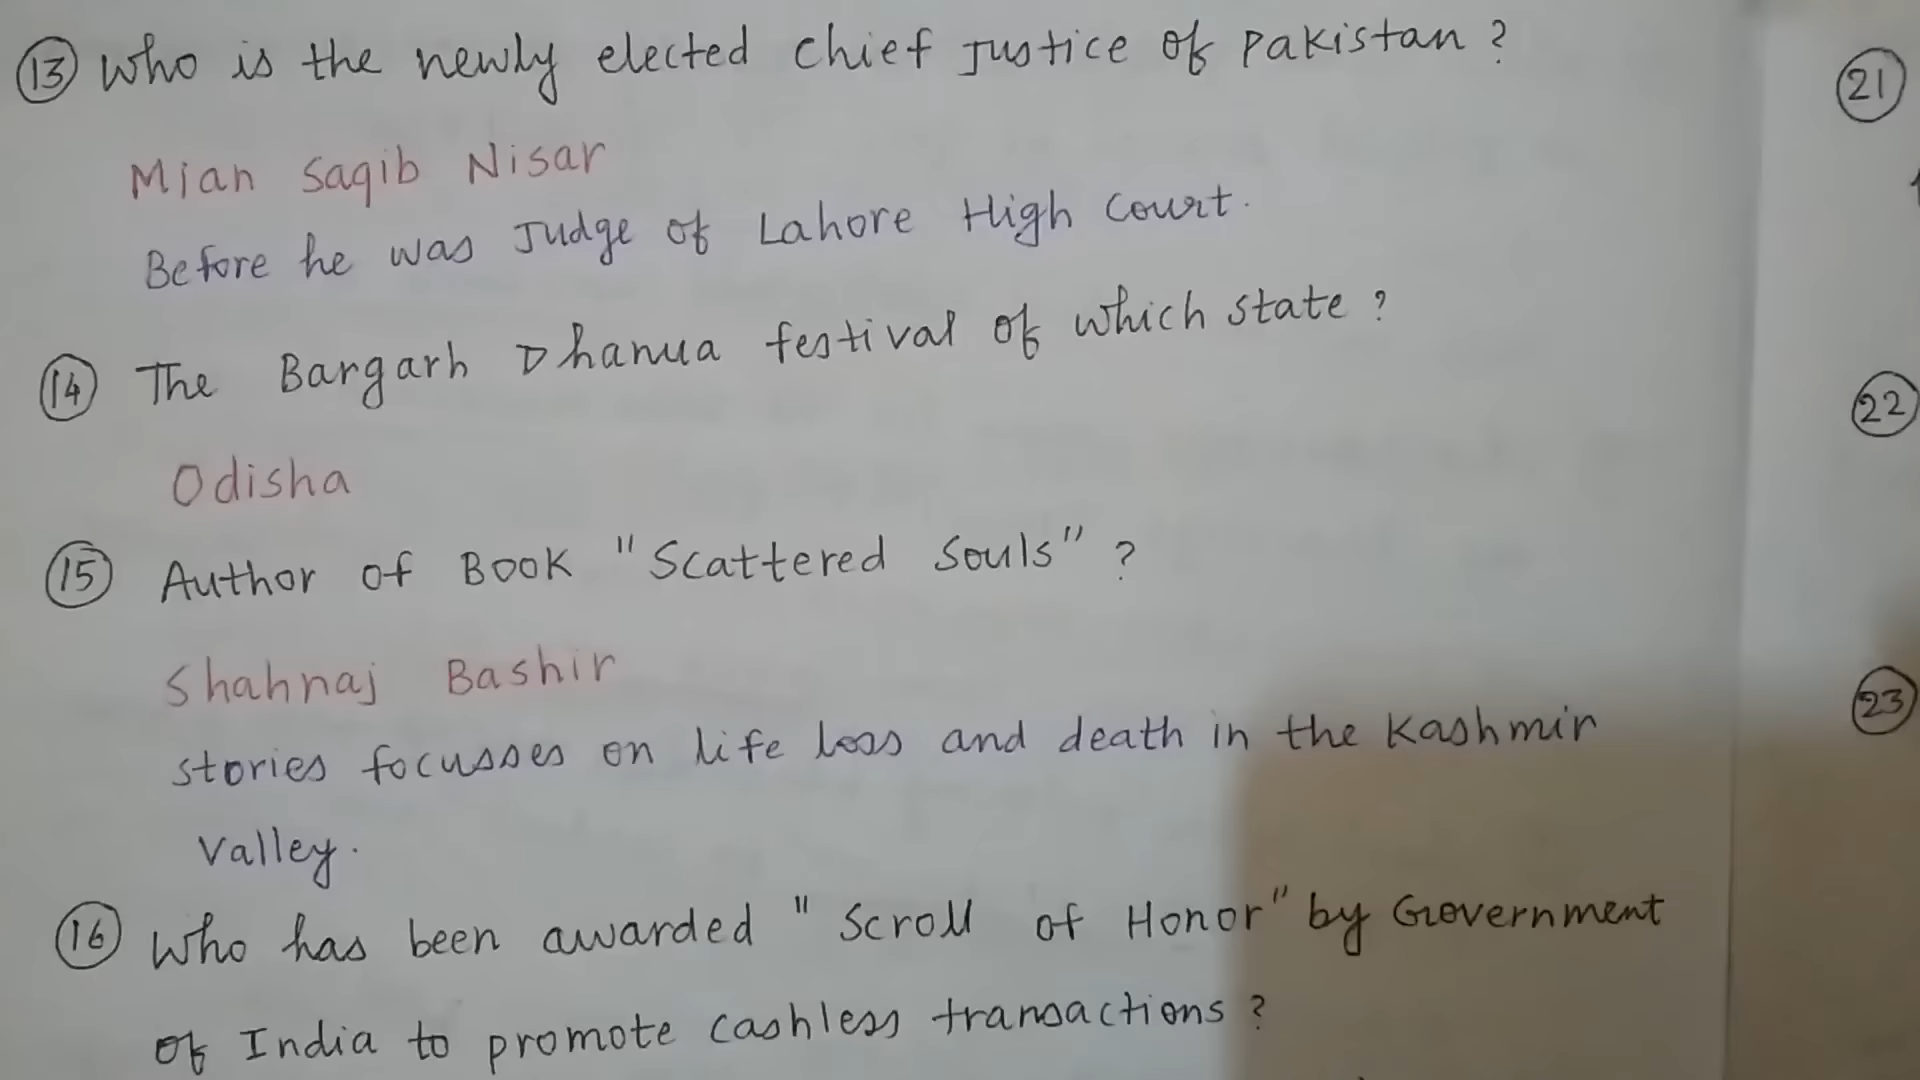 13 Who is the newly elected chief Justice of Pakistan ?
Mian Saqib Nisar
Before he was Judge of Lahore High Court.
14 The Bargarh Dhanua festival of which state ?
Odisha
15 Author of Book "Scattered Souls" ?
Shahnaj Bashir
stories focusses on life loss and death in the Kashmir
Valley.
16 Who has been awarded "Scroll of Honor" by Government
of India to promote cashless transactions ?
21
22
23